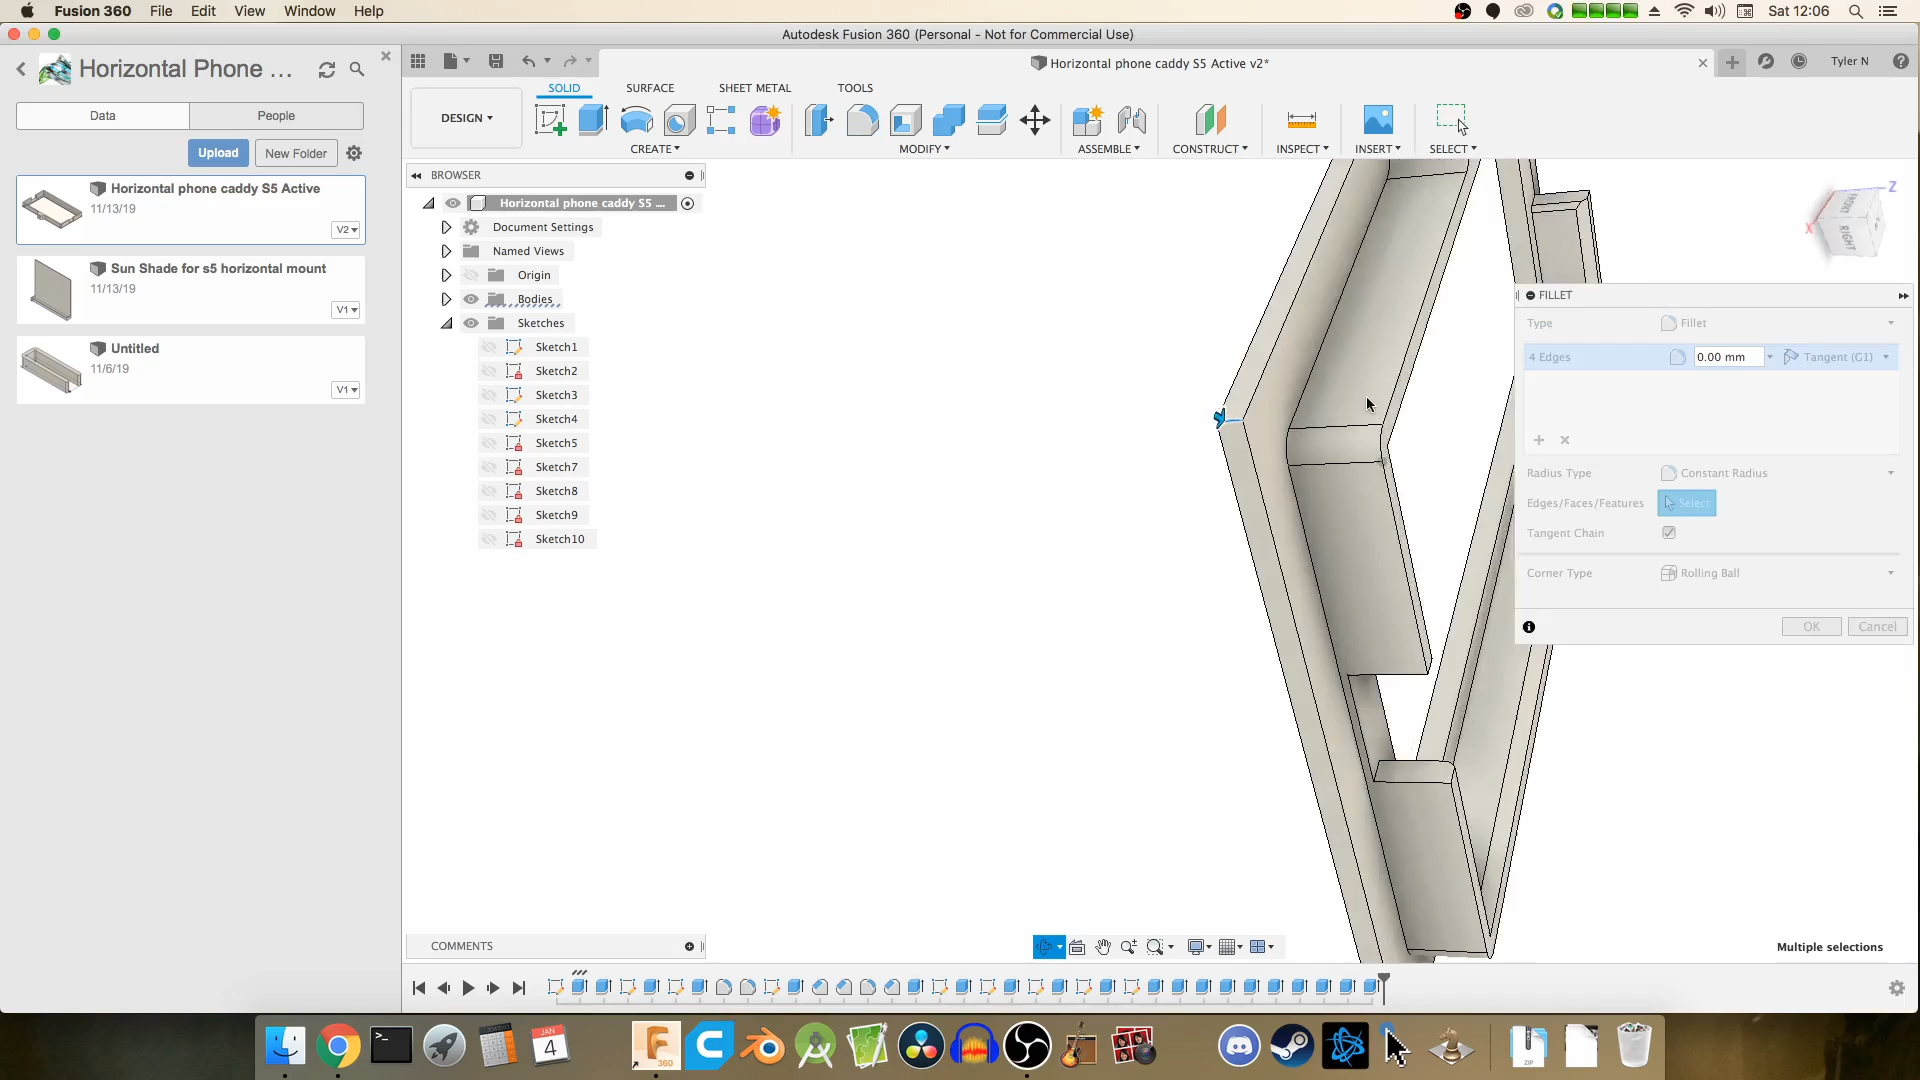 Fusion 360 File Edit View Window Help
Sat 12:06
Autodesk Fusion 360 (Personal - Not for Commercial Use)
Horizontal Phone ...
Horizontal phone caddy S5 Active v2*
Tyler N
Data
People
Upload
New Folder
Horizontal phone caddy S5 Active
11/13/19
V2
Sun Shade for s5 horizontal mount
11/13/19
V1
Untitled
11/6/19
V1
DESIGN
SOLID
SURFACE
SHEET METAL
TOOLS
CREATE
MODIFY
ASSEMBLE
CONSTRUCT
INSPECT
INSERT
SELECT
BROWSER
Horizontal phone caddy S5 ...
Document Settings
Named Views
Origin
Bodies
Sketches
Sketch1
Sketch2
Sketch3
Sketch4
Sketch5
Sketch7
Sketch8
Sketch9
Sketch10
Z
X
FRONT
RIGHT
FILLET
Type
Fillet
4 Edges
0.00 mm
Tangent (G1)
Radius Type
Constant Radius
Edges/Faces/Features
Select
Tangent Chain
Corner Type
Rolling Ball
OK
Cancel
COMMENTS
Multiple selections
JAN
4
360
ZIP